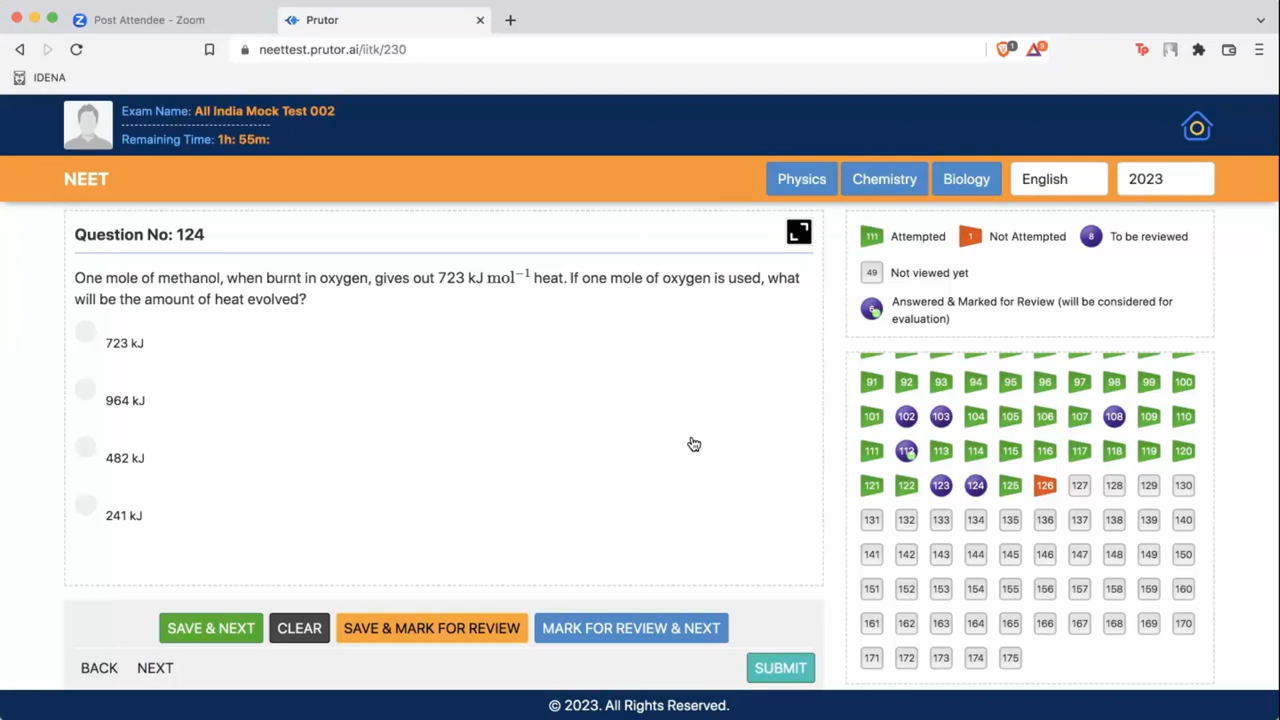 Post Attendee - Zoom
Prutor
neettest.prutor.ai/iitk/230
1
3
Tp
IDENA
Exam Name: All India Mock Test 002
Remaining Time: 1h: 55m:
NEET
Physics
Chemistry
Biology
English
2023
Question No: 124
One mole of methanol, when burnt in oxygen, gives out 723 kJ mol⁻¹ heat. If one mole of oxygen is used, what
will be the amount of heat evolved?
723 kJ
964 kJ
482 kJ
241 kJ
SAVE & NEXT
CLEAR
SAVE & MARK FOR REVIEW
MARK FOR REVIEW & NEXT
BACK
NEXT
SUBMIT
111 Attempted
1 Not Attempted
8 To be reviewed
49 Not viewed yet
6 Answered & Marked for Review (will be considered for
evaluation)
91 92 93 94 95 96 97 98 99 100
101 102 103 104 105 106 107 108 109 110
111 112 113 114 115 116 117 118 119 120
121 122 123 124 125 126 127 128 129 130
131 132 133 134 135 136 137 138 139 140
141 142 143 144 145 146 147 148 149 150
151 152 153 154 155 156 157 158 159 160
161 162 163 164 165 166 167 168 169 170
171 172 173 174 175
© 2023. All Rights Reserved.